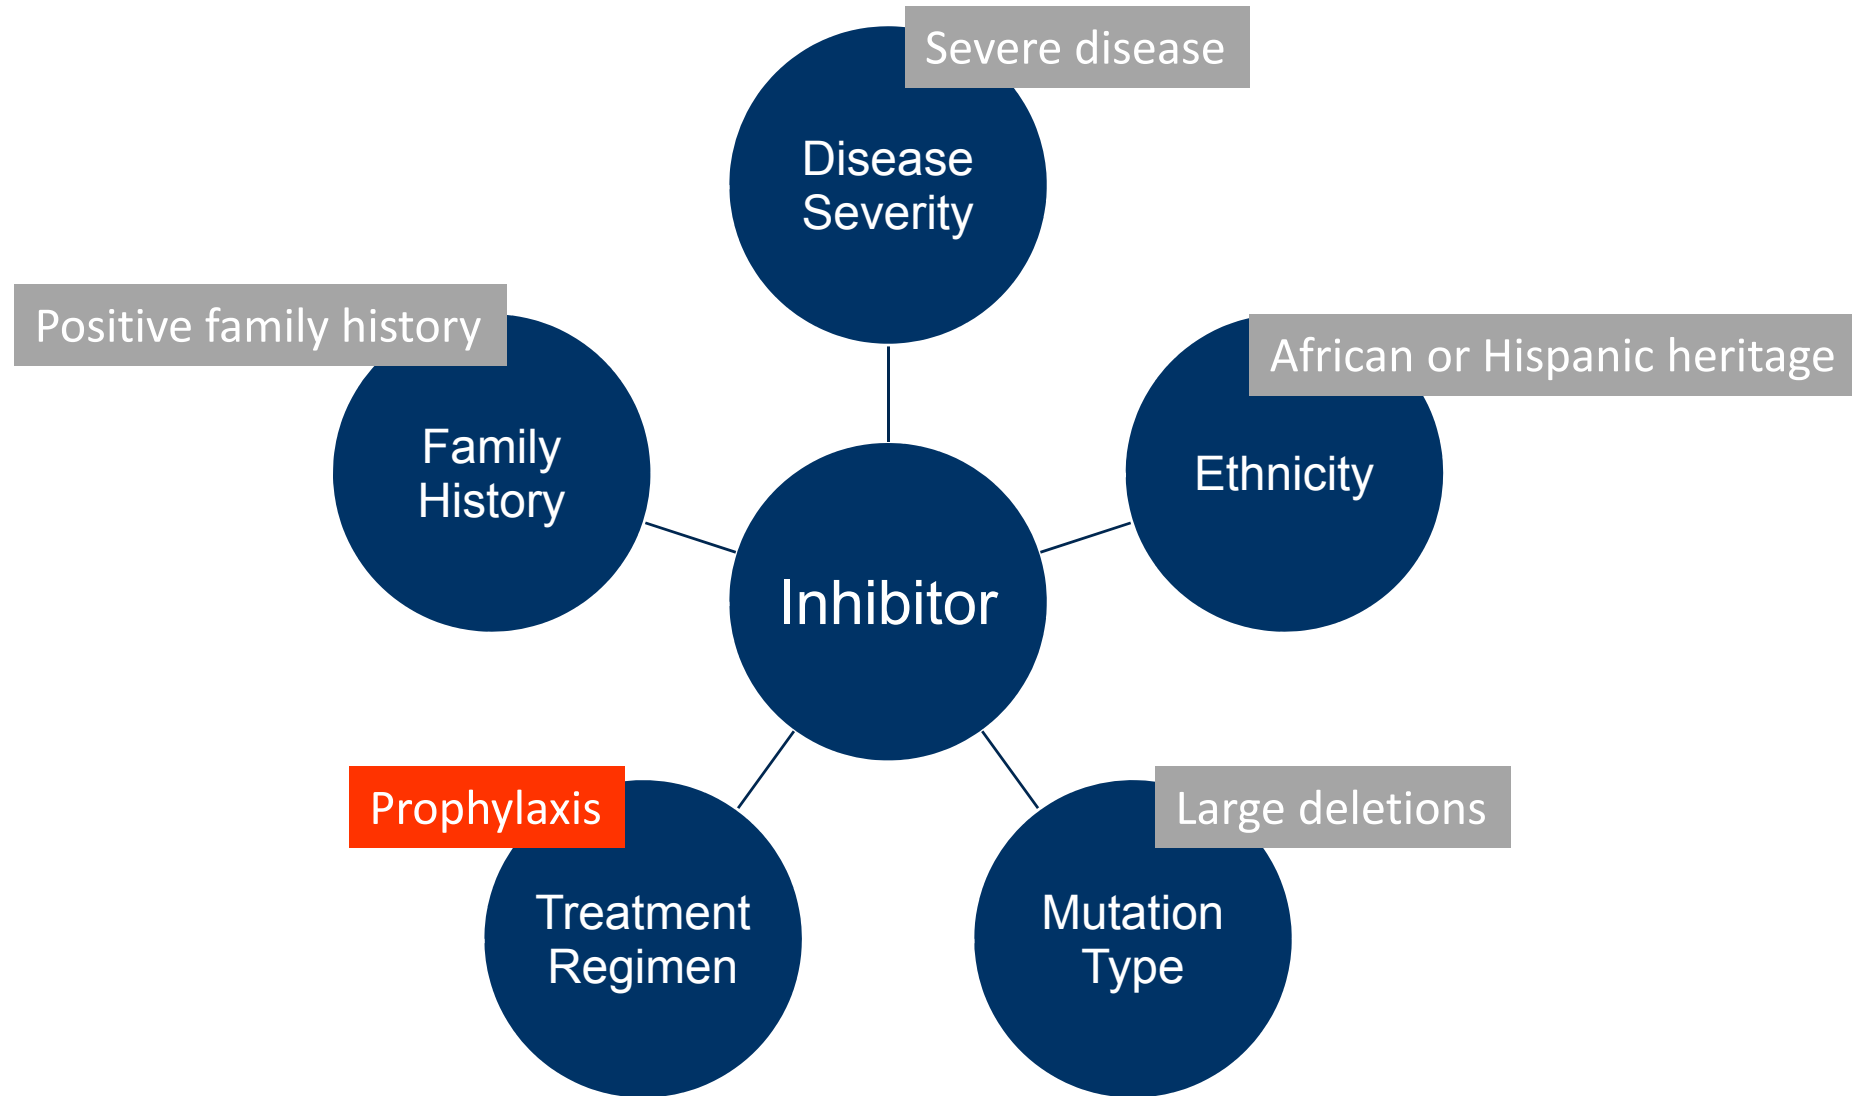 Severe disease
Disease
Severity
Positive family history
African or Hispanic heritage
Family
History
Ethnicity
Inhibitor
Prophylaxis
Large deletions
Treatment
Regimen
Mutation
Type